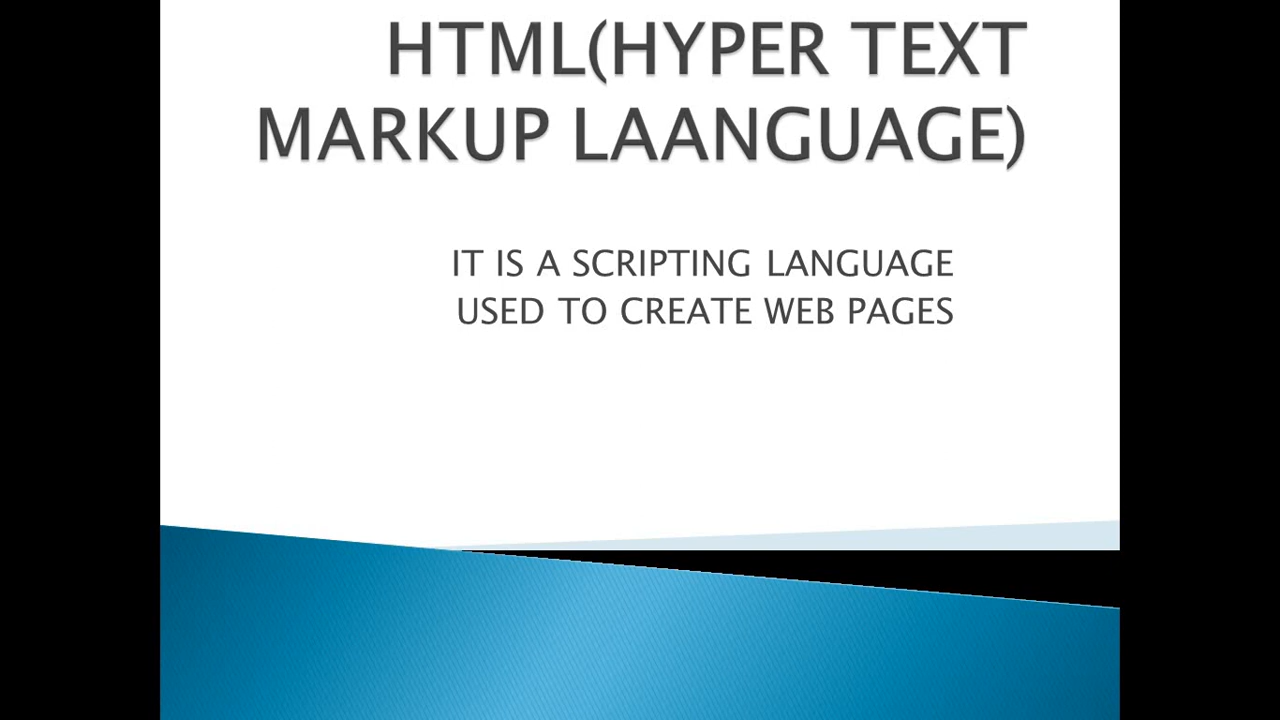 HTML(HYPER TEXT
MARKUP LAANGUAGE)
IT IS A SCRIPTING LANGUAGE
USED TO CREATE WEB PAGES